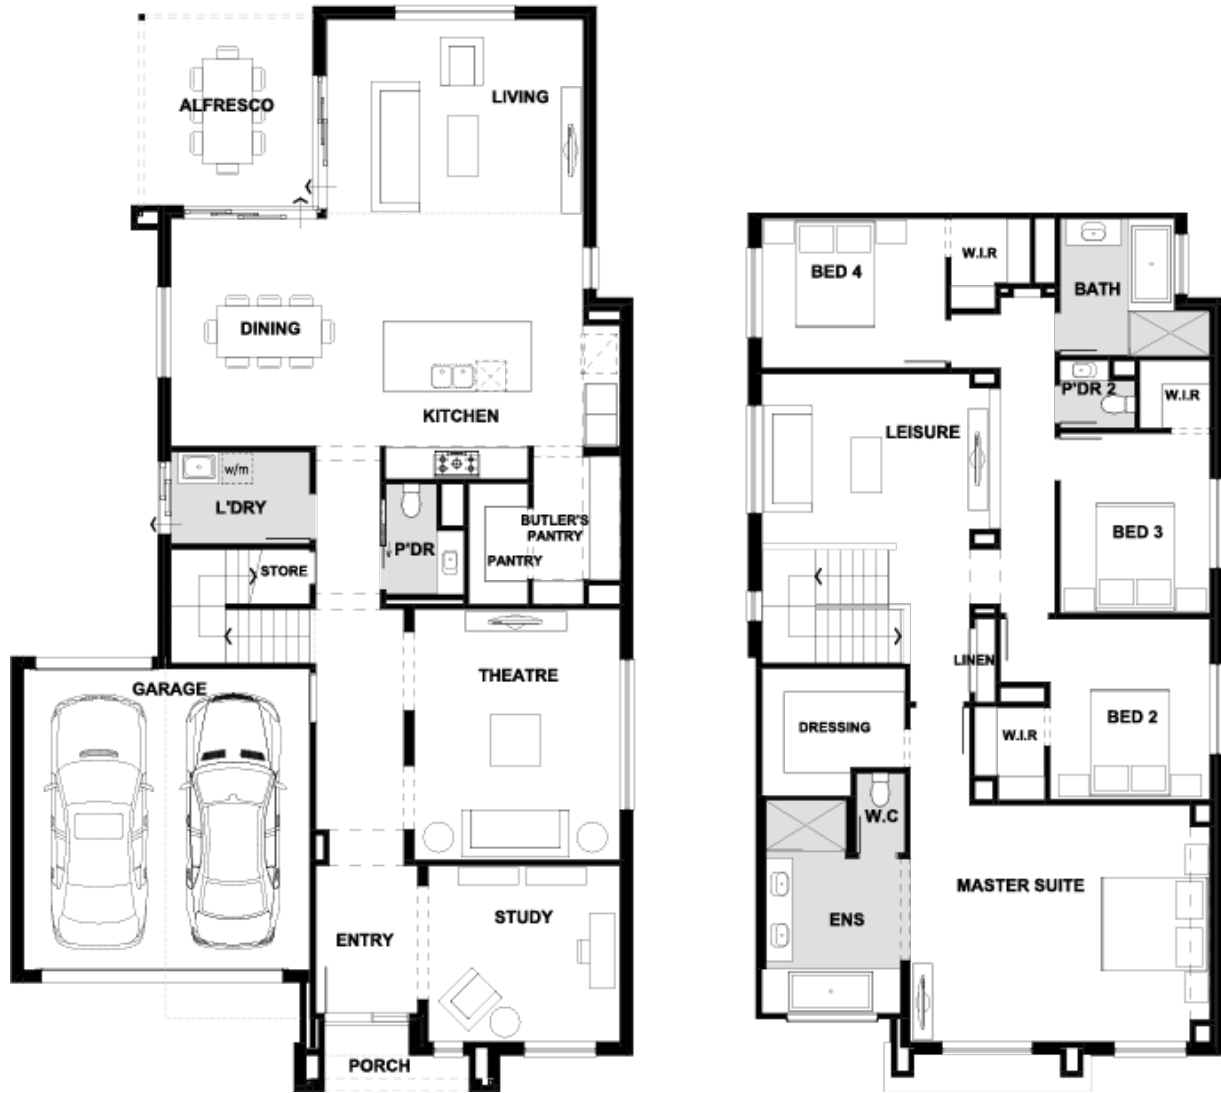 ALFRESCO
LIVING
DINING
KITCHEN
w/m
L'DRY
P'DR
BUTLER'S
PANTRY
PANTRY
STORE
THEATRE
GARAGE
STUDY
ENTRY
PORCH
BED 4
W.I.R
BATH
P'DR 2
W.I.R
LEISURE
BED 3
LINEN
BED 2
W.I.R
DRESSING
W.C
MASTER SUITE
ENS